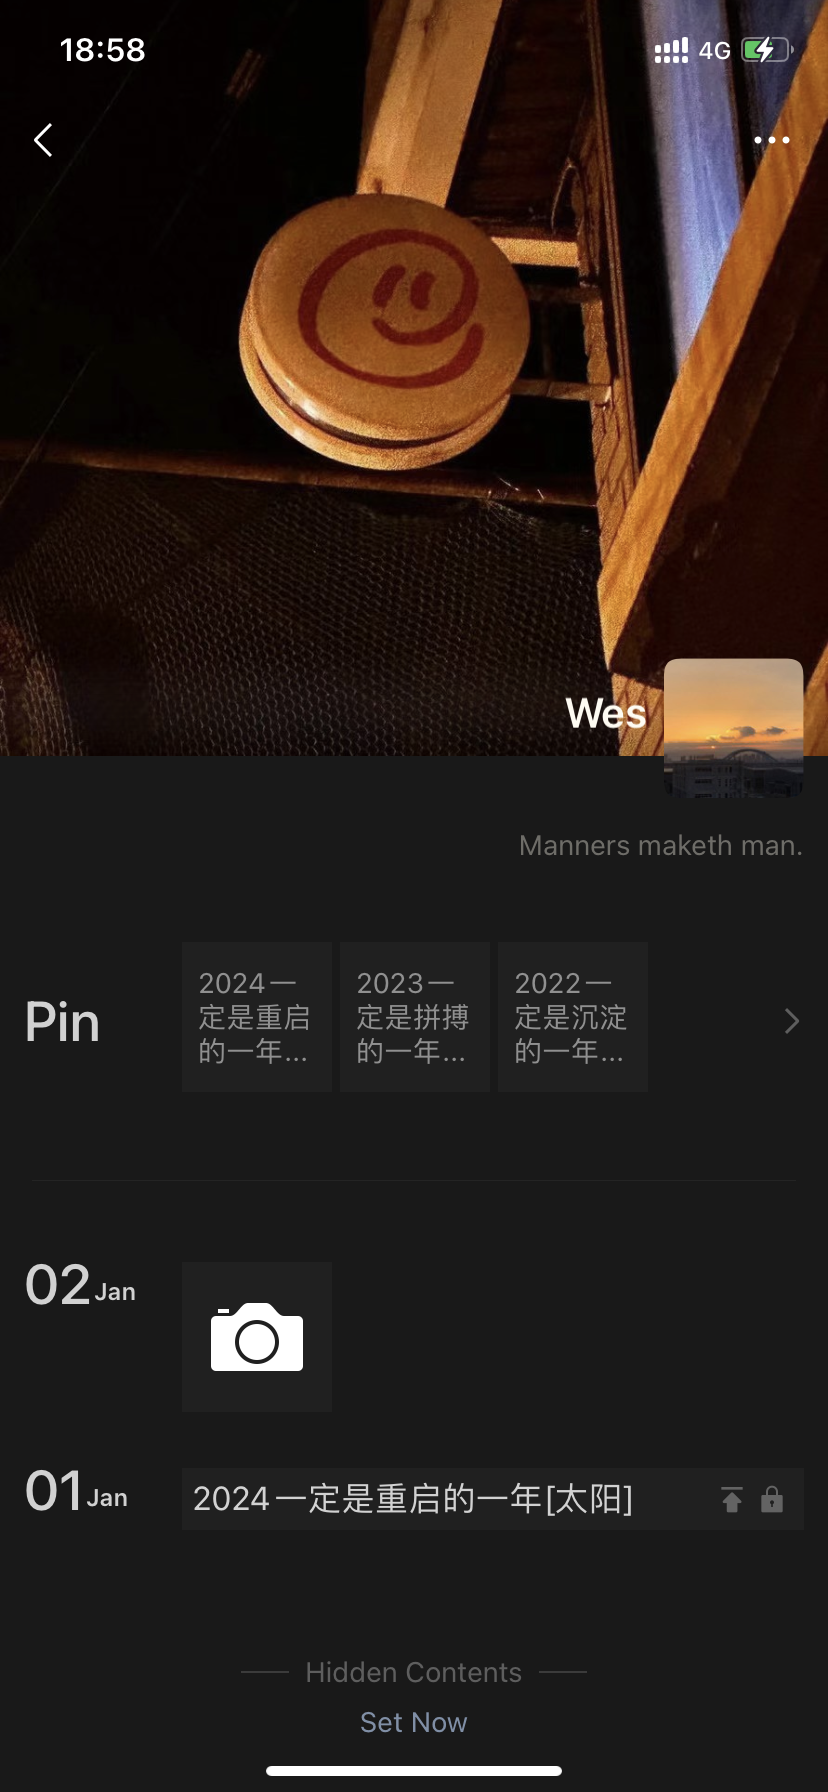 18:58
4G
Wes
Manners maketh man.
Pin
2024一
定是重启
的一年...
2023一
定是拼搏
的一年...
2022一
定是沉淀
的一年...
02 Jan
01 Jan
2024一定是重启的一年[太阳]
Hidden Contents
Set Now